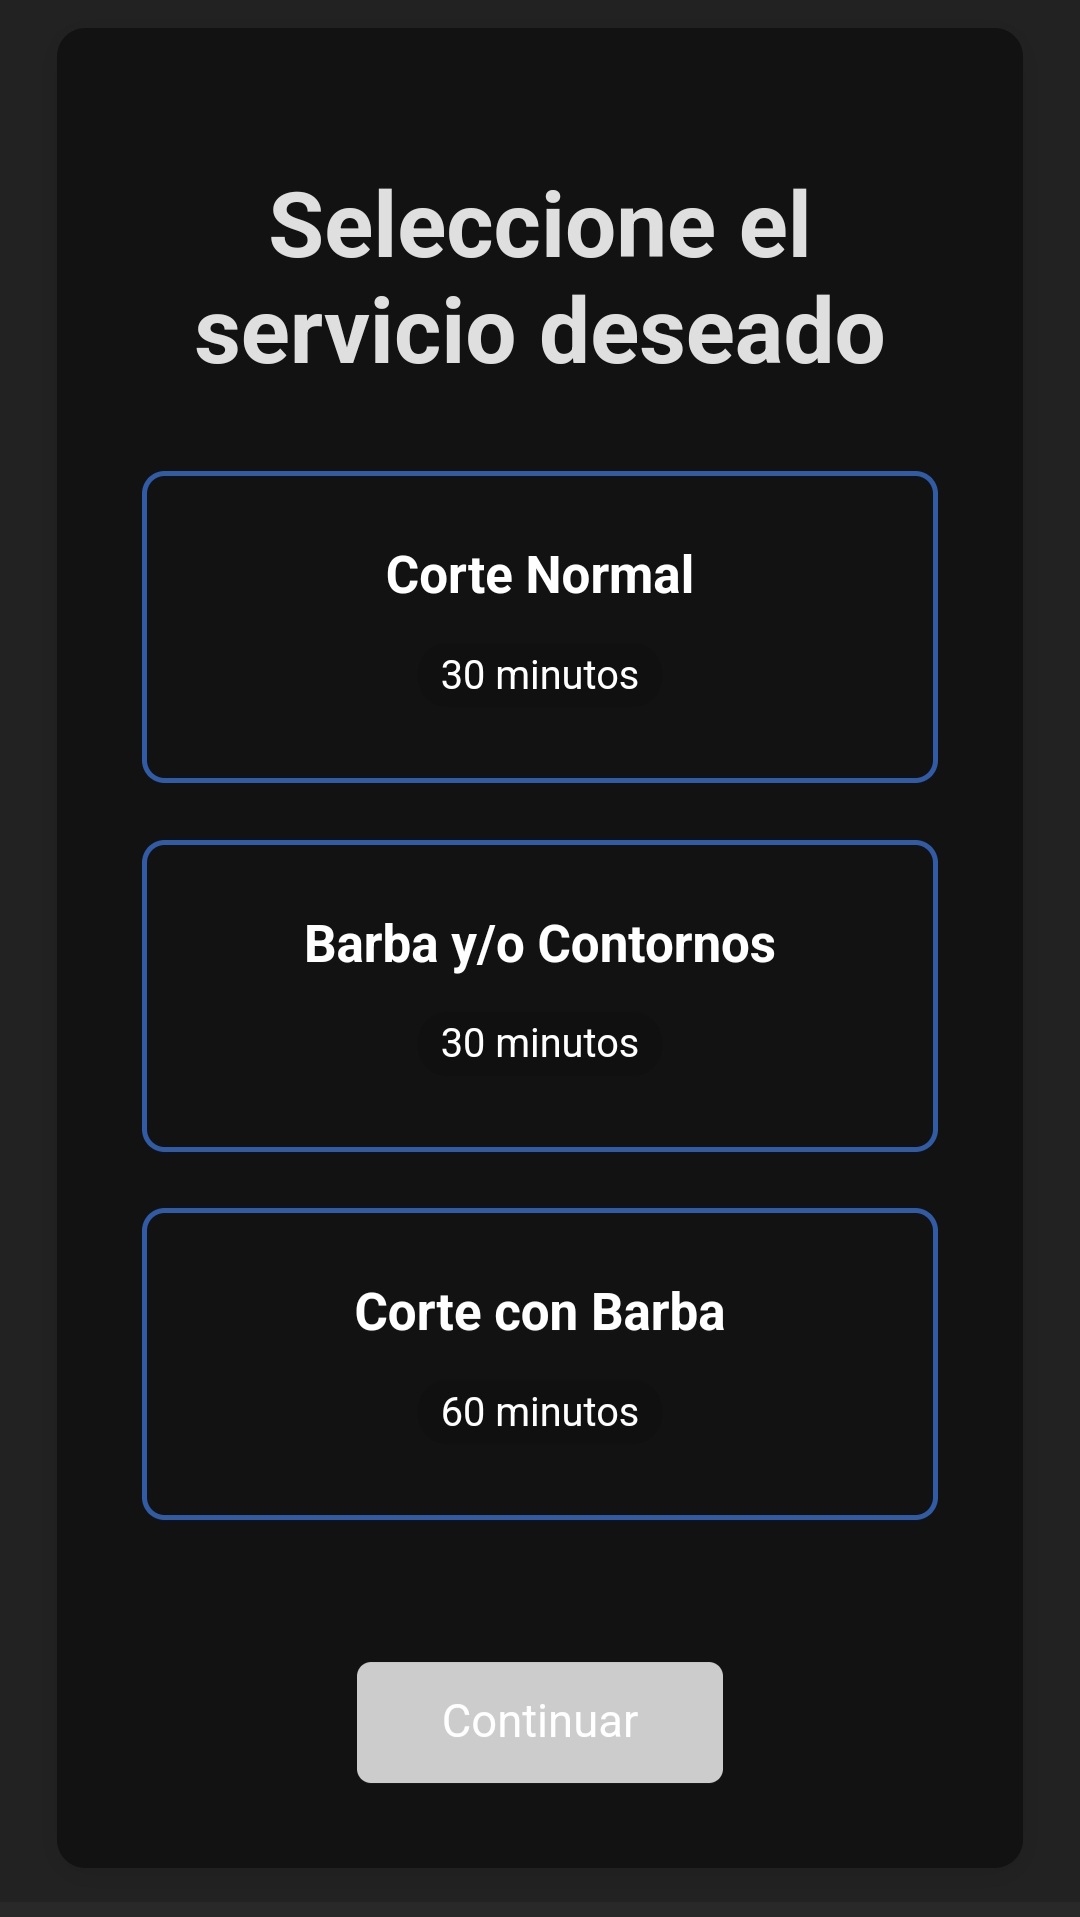 Seleccione el
servicio deseado
Corte Normal
30 minutos
Barba y/o Contornos
30 minutos
Corte con Barba
60 minutos
Continuar